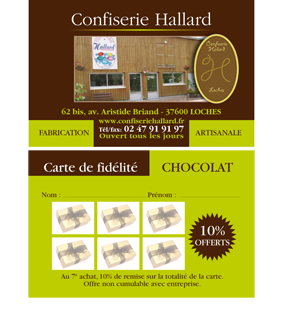 Confiserie Hallard
Hallard
Confiserie
Hallard
H
Loches
62 bis, av. Aristide Briand - 37600 LOCHES
www.confiseriehallard.fr
FABRICATION
Tél/fax: 02 47 91 91 97
ARTISANALE
Ouvert tous les jours
Carte de fidélité
CHOCOLAT
Nom :
Prénom :
10%
OFFERTS
Au 7e achat, 10% de remise sur la totalité de la carte.
Offre non cumulable avec entreprise.